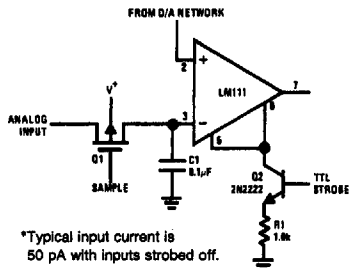 FROM D/A NETWORK
2
+
LM111
7
V+
6
ANALOG
INPUT
3
−
5
Q1
C1
0.1μF
Q2
2N2222
TTL
STROBE
SAMPLE
R1
1.0k
*Typical input current is
50 pA with inputs strobed off.